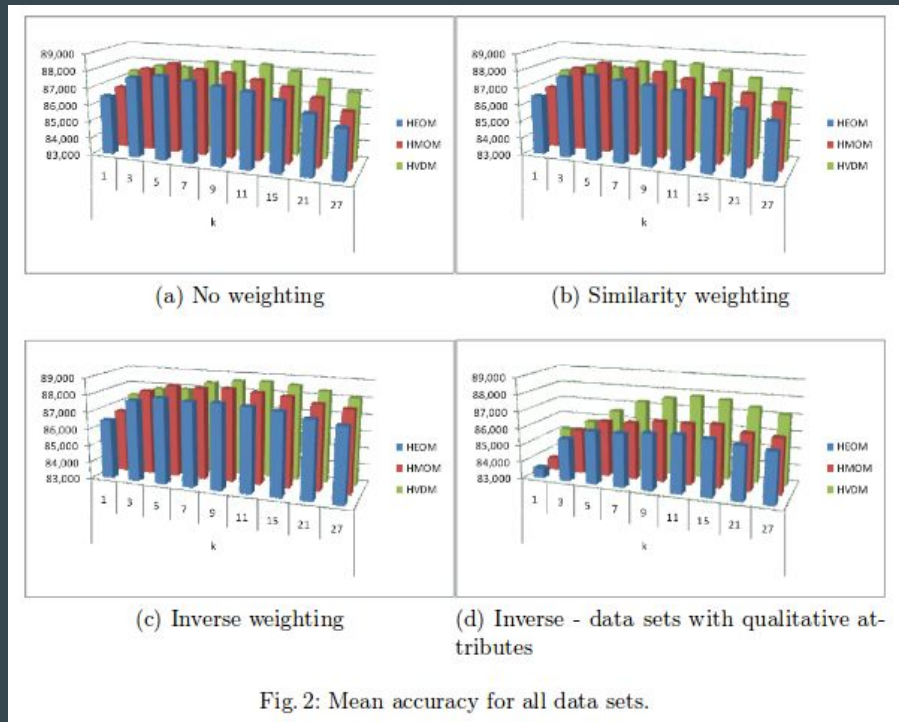 89,000
88,000
87,000
86,000
85,000
84,000
83,000
1 3 5 7 9 11 15 21 27
k
HEOM
HMOM
HVDM
(a) No weighting
89,000
88,000
87,000
86,000
85,000
84,000
83,000
1 3 5 7 9 11 15 21 27
k
HEOM
HMOM
HVDM
(b) Similarity weighting
89,000
88,000
87,000
86,000
85,000
84,000
83,000
1 3 5 7 9 11 15 21 27
k
HEOM
HMOM
HVDM
(c) Inverse weighting
89,000
88,000
87,000
86,000
85,000
84,000
83,000
1 3 5 7 9 11 15 21 27
k
HEOM
HMOM
HVDM
(d) Inverse - data sets with qualitative at-
tributes
Fig. 2: Mean accuracy for all data sets.